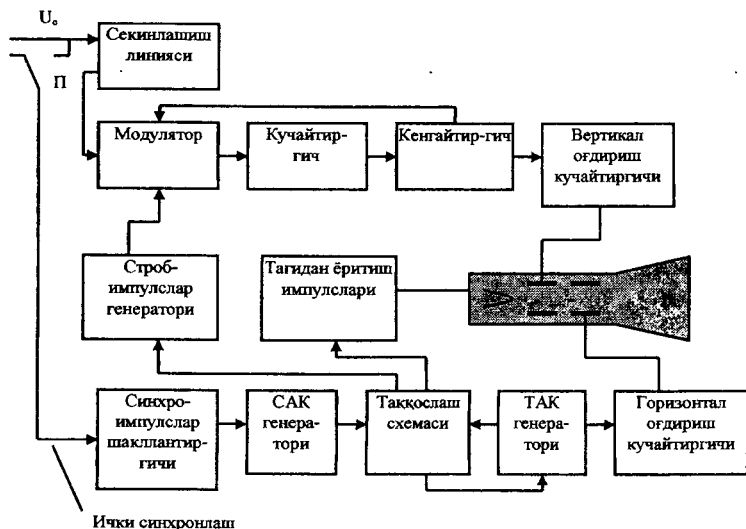 Uс
П
Секинлашиш
линияси
Модулятор
Кучайтир-
гич
Кенгайтир-гич
Вертикал
оғдириш
кучайтиргичи
Строб-
импулслар
генератори
Тагидан ёритиш
импулслари
Синхро-
импулслар
шакллантир-
гичи
САК
генера-
тори
Таққослаш
схемаси
ТАК
генера-
тори
Горизонтал
оғдириш
кучайтиргичи
Ички синхронлаш